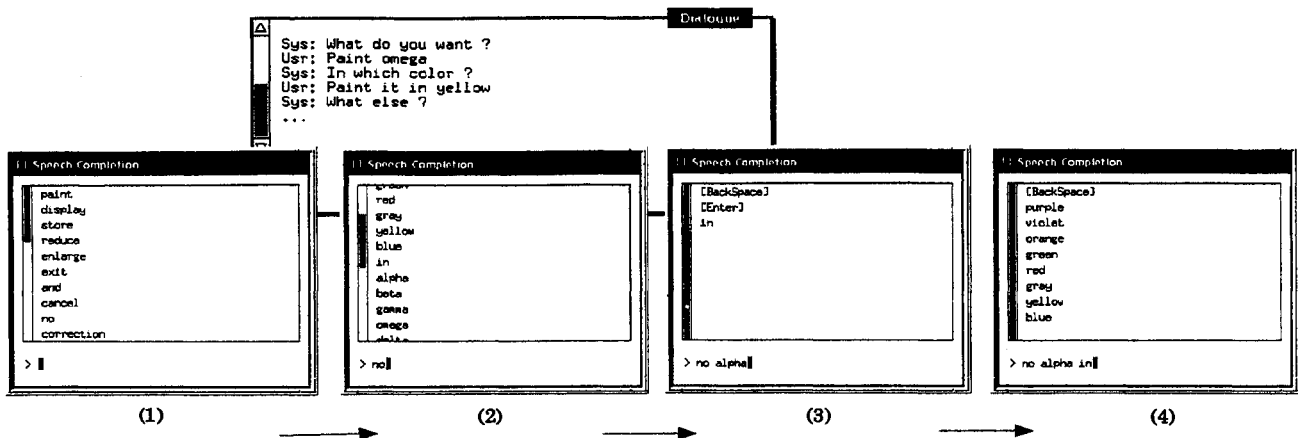 Dialogue
Sys: What do you want ?
Usr: Paint omega
Sys: In which color ?
Usr: Paint it in yellow
Sys: What else ?
...
Speech Completion
paint
display
store
reduce
enlarge
exit
and
cancel
no
correction
>
(1)
Speech Completion
green
red
gray
yellow
blue
in
alpha
beta
gamma
omega
delta
> no
(2)
Speech Completion
[BackSpace]
[Enter]
in
> no alpha
(3)
Speech Completion
[BackSpace]
purple
violet
orange
green
red
gray
yellow
blue
> no alpha in
(4)